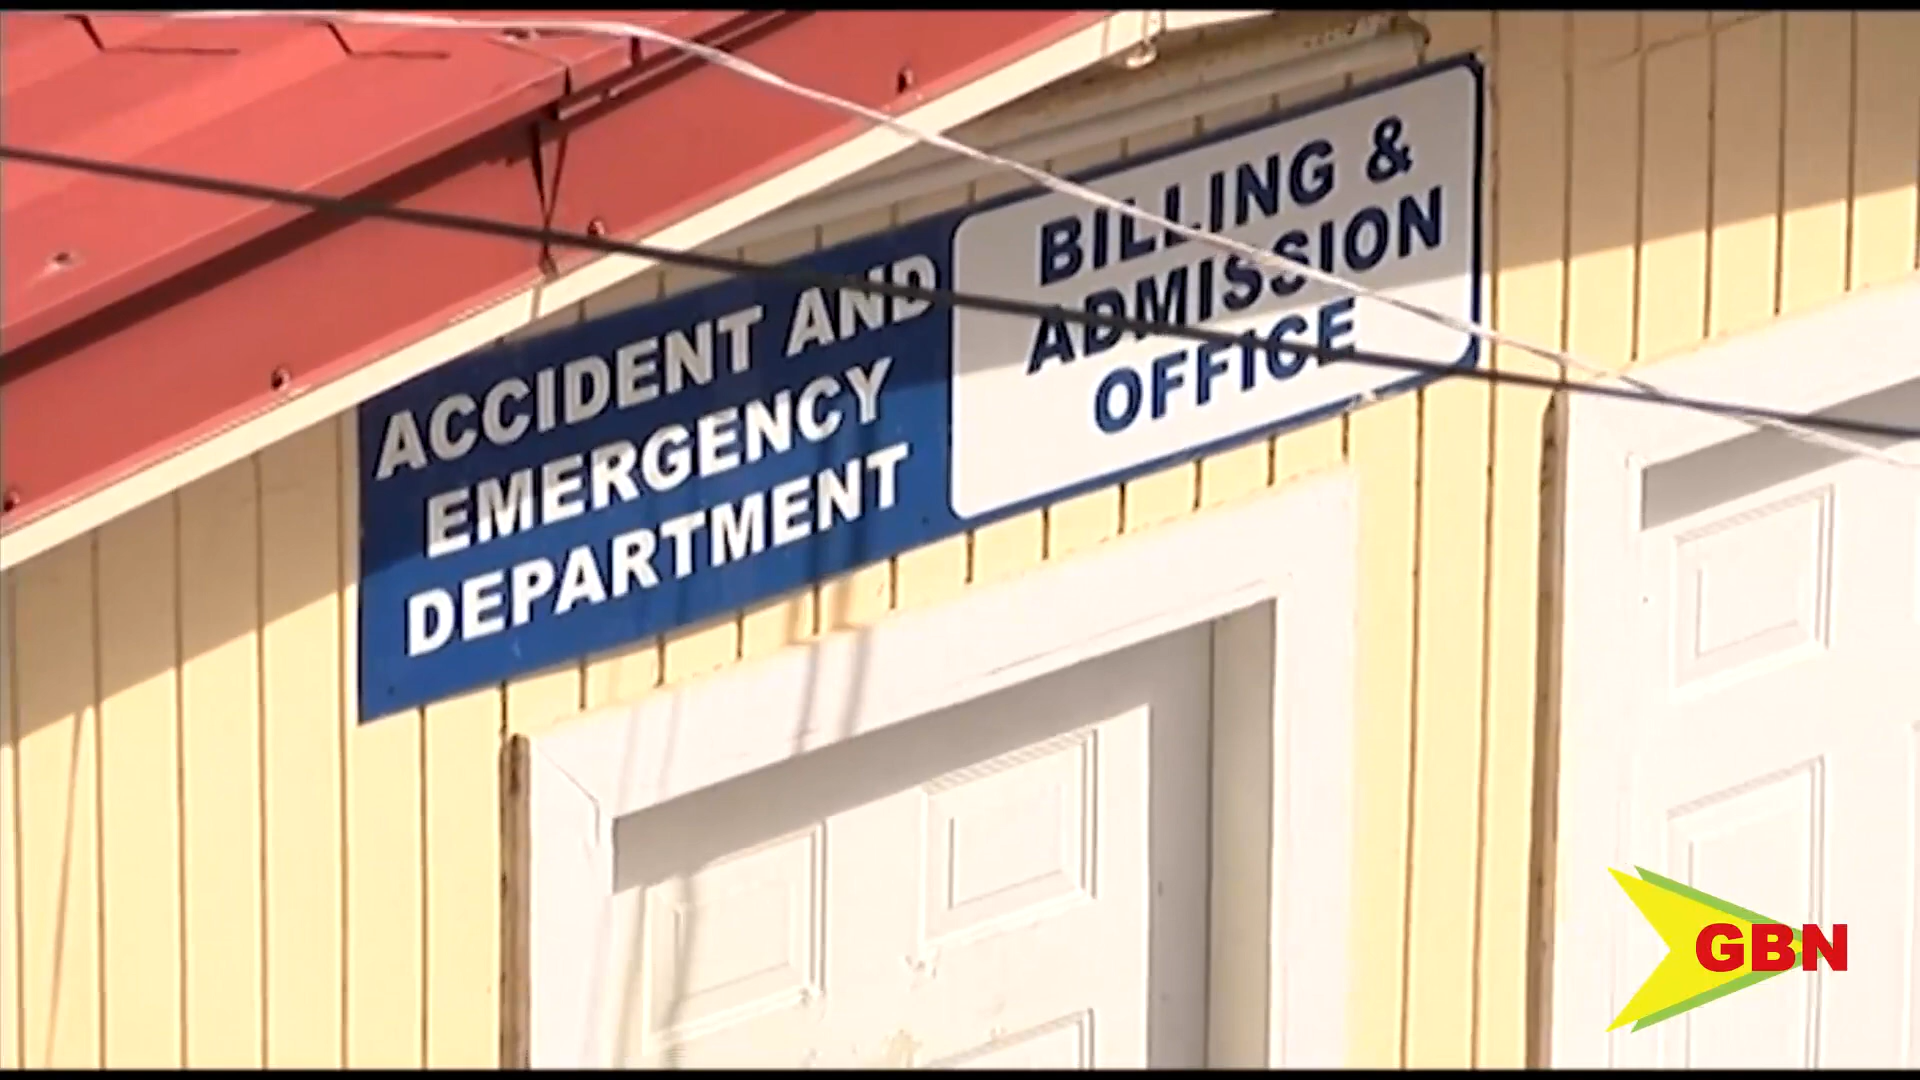 ACCIDENT AND
EMERGENCY
DEPARTMENT
BILLING &
ADMISSION
OFFICE
GBN